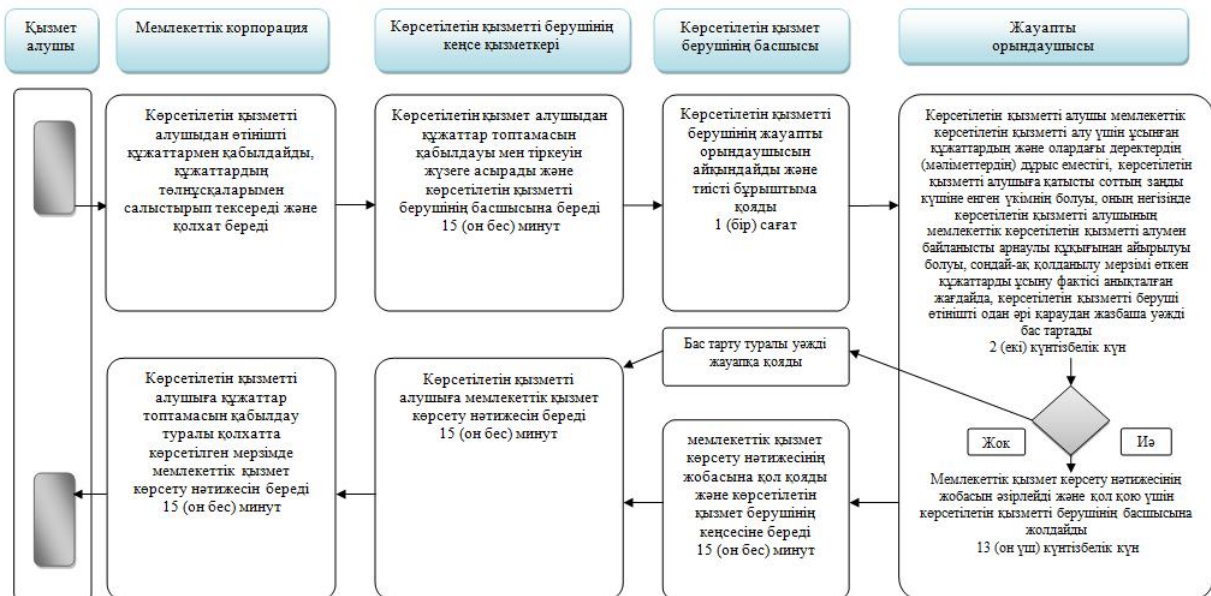 Қызмет
алушы
Мемлекеттік корпорация
Көрсетілетін қызметті берушінің
кеңсе қызметкері
Көрсетілетін қызмет
берушінің басшысы
Жауапты
орындаушысы
Көрсетілетін қызметті
алушыдан өтінішті
құжаттармен қабылдайды,
құжаттардың
төлнұсқаларымен
салыстырып тексереді және
қолхат береді
Көрсетілетін қызмет алушыдан
құжаттар топтамасын
қабылдауы мен тіркеуін
жүзеге асырады және
көрсетілетін қызметті
берушінің басшысына береді
15 (он бес) минут
Көрсетілетін қызметті
берушінің жауапты
орындаушысын
айқындайды және
тиісті бұрыштыма
қояды
1 (бір) сағат
Көрсетілетін қызметті алушы мемлекеттік
көрсетілетін қызметті алу үшін ұсынған
құжаттардың және олардағы деректердің
(мәліметтердің) дұрыс еместігі, көрсетілетін
қызметті алушыға қатысты соттың заңды
күшіне енген үкімнің болуы, оның негізінде
көрсетілетін қызметті алушының
мемлекеттік көрсетілетін қызметті алумен
байланысты арнаулы құқығынан айырылуы
болуы, сондай-ақ қолданылу мерзімі өткен
құжаттарды ұсыну фактісі анықталған
жағдайда, көрсетілетін қызметті беруші
өтінішті одан әрі қараудан жазбаша уәжді
бас тартады
2 (екі) күнтізбелік күн
Бас тарту туралы уәжді
жауапқа қояды
Көрсетілетін қызметті
алушыға құжаттар
топтамасын қабылдау
туралы қолхатта
көрсетілген мерзімде
мемлекеттік қызмет
көрсету нәтижесін береді
15 (он бес) минут
Көрсетілетін қызметті
алушыға мемлекеттік қызмет
көрсету нәтижесін береді
15 (он бес) минут
мемлекеттік қызмет
көрсету нәтижесінің
жобасына қол қояды
және көрсетілетін
қызмет берушінің
кеңсесіне береді
15 (он бес) минут
Жоқ
Иә
Мемлекеттік қызмет көрсету нәтижесінің
жобасын әзірлейді және қол қою үшін
көрсетілетін қызметті берушінің басшысына
жолдайды
13 (он үш) күнтізбелік күн